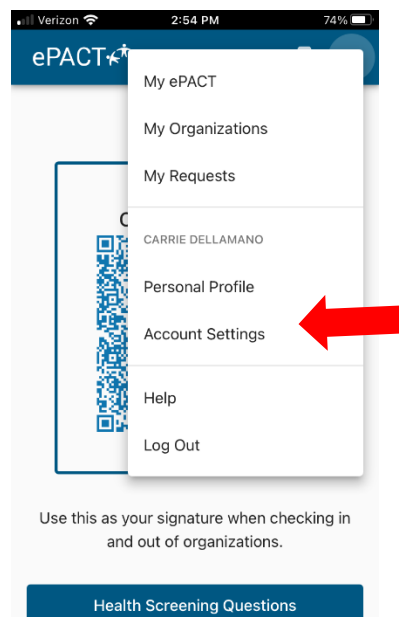 Verizon 2:54 PM 74%
ePACT
My ePACT
My Organizations
My Requests
CARRIE DELLAMANO
Personal Profile
Account Settings
Help
Log Out
Use this as your signature when checking in
and out of organizations.
Health Screening Questions